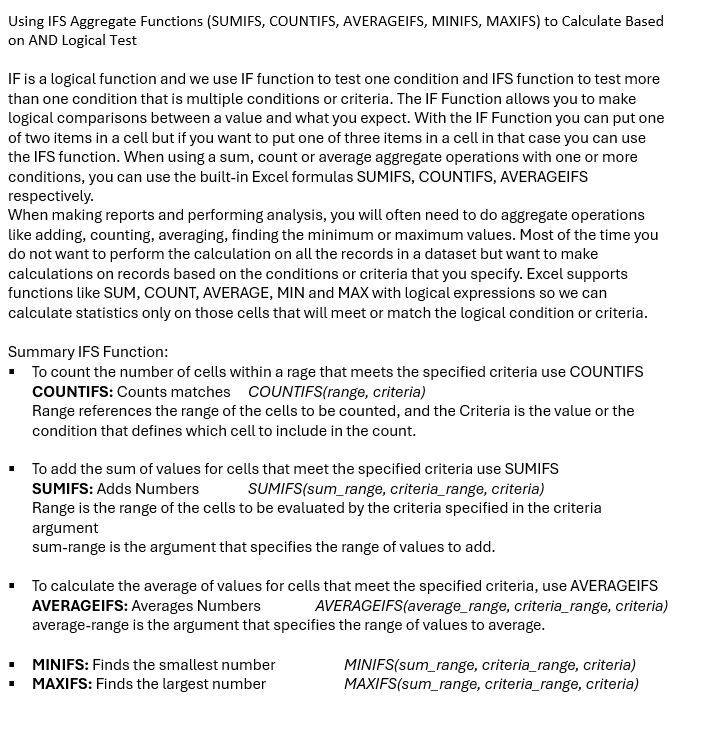 Using IFS Aggregate Functions (SUMIFS, COUNTIFS, AVERAGEIFS, MINIFS, MAXIFS) to Calculate Based
on AND Logical Test
IF is a logical function and we use IF function to test one condition and IFS function to test more
than one condition that is multiple conditions or criteria. The IF Function allows you to make
logical comparisons between a value and what you expect. With the IF Function you can put one
of two items in a cell but if you want to put one of three items in a cell in that case you can use
the IFS function. When using a sum, count or average aggregate operations with one or more
conditions, you can use the built-in Excel formulas SUMIFS, COUNTIFS, AVERAGEIFS
respectively.
When making reports and performing analysis, you will often need to do aggregate operations
like adding, counting, averaging, finding the minimum or maximum values. Most of the time you
do not want to perform the calculation on all the records in a dataset but want to make
calculations on records based on the conditions or criteria that you specify. Excel supports
functions like SUM, COUNT, AVERAGE, MIN and MAX with logical expressions so we can
calculate statistics only on those cells that will meet or match the logical condition or criteria.
Summary IFS Function:
▪ To count the number of cells within a rage that meets the specified criteria use COUNTIFS
COUNTIFS: Counts matches COUNTIFS(range, criteria)
Range references the range of the cells to be counted, and the Criteria is the value or the
condition that defines which cell to include in the count.
▪ To add the sum of values for cells that meet the specified criteria use SUMIFS
SUMIFS: Adds Numbers SUMIFS(sum_range, criteria_range, criteria)
Range is the range of the cells to be evaluated by the criteria specified in the criteria
argument
sum-range is the argument that specifies the range of values to add.
▪ To calculate the average of values for cells that meet the specified criteria, use AVERAGEIFS
AVERAGEIFS: Averages Numbers AVERAGEIFS(average_range, criteria_range, criteria)
average-range is the argument that specifies the range of values to average.
▪ MINIFS: Finds the smallest number MINIFS(sum_range, criteria_range, criteria)
▪ MAXIFS: Finds the largest number MAXIFS(sum_range, criteria_range, criteria)